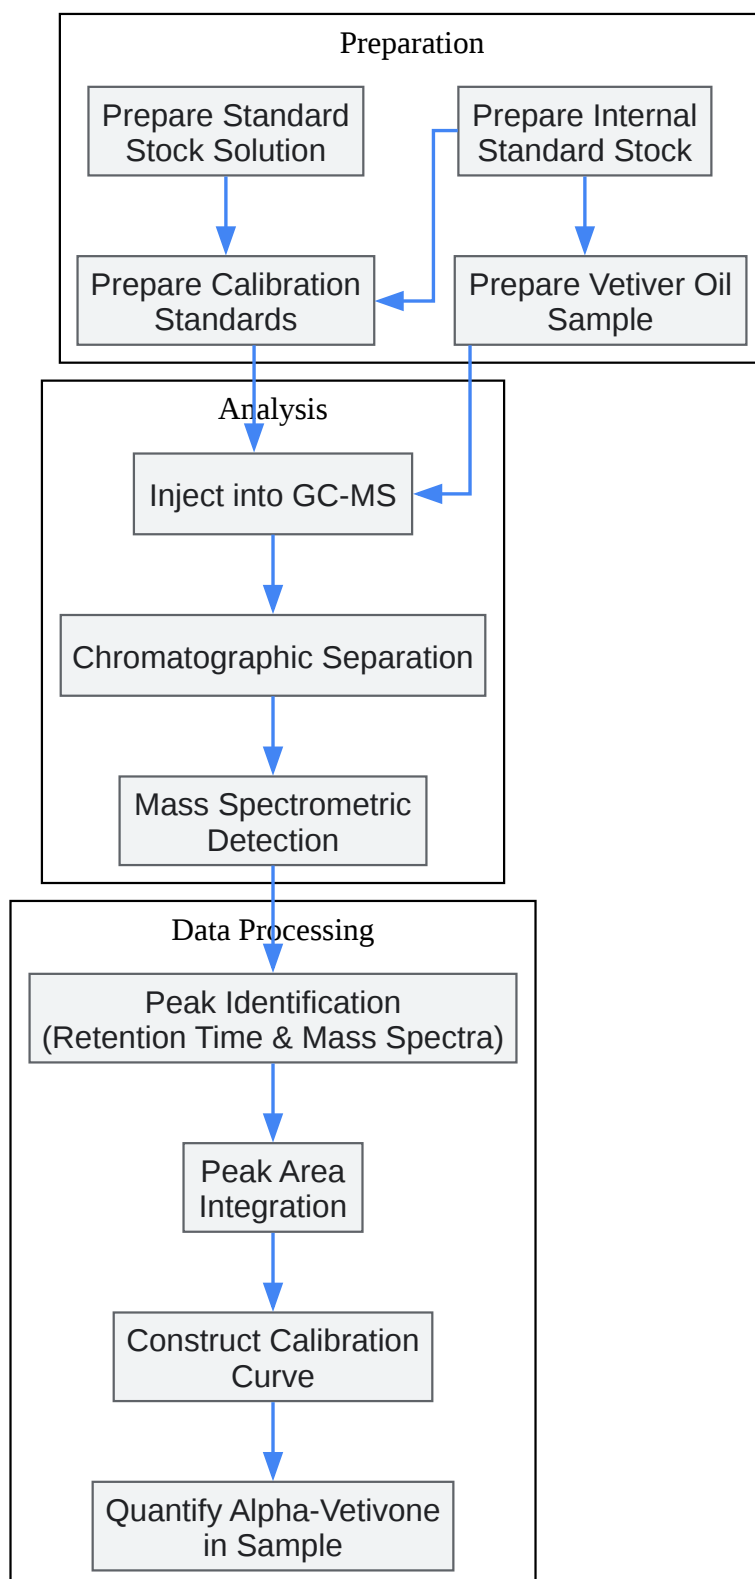 Preparation
Prepare Standard
Stock Solution
Prepare Internal
Standard Stock
Prepare Calibration
Standards
Prepare Vetiver Oil
Sample
Analysis
Inject into GC-MS
Chromatographic Separation
Mass Spectrometric
Detection
Data Processing
Peak Identification
(Retention Time & Mass Spectra)
Peak Area
Integration
Construct Calibration
Curve
Quantify Alpha-Vetivone
in Sample